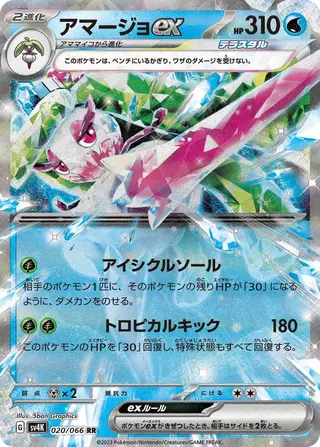 2進化
アマージョex
HP310
アママイコから進化
テラスタル
このポケモンは、ベンチにいるかぎり、ワザのダメージを受けない。
アイシクルソール
相手のポケモン1匹に、そのポケモンの残りHPが「30」になるように、ダメカンをのせる。
トロピカルキック 180
このポケモンのHPを「30」回復し、特殊状態もすべて回復する。
弱点 ×2 抵抗力 にげる
exルール
ポケモンexがきぜつしたとき、相手はサイドを2枚とる。
Illus. 5ban Graphics
G sv4K 020/066 RR
©2023 Pokémon/Nintendo/Creatures/GAME FREAK.